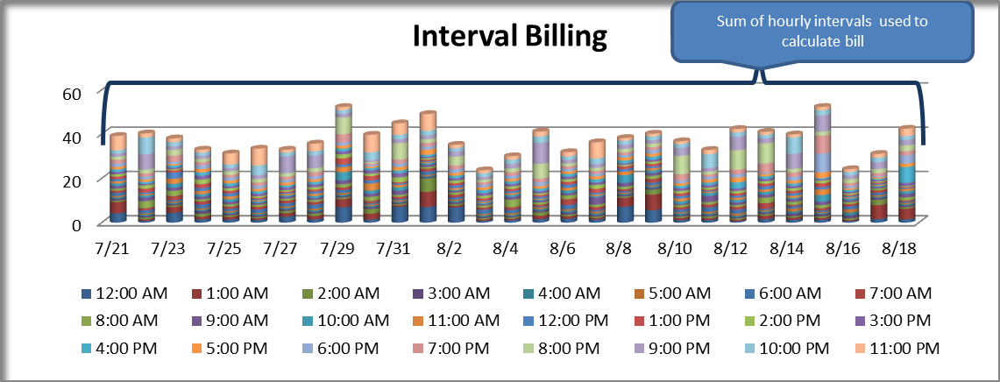 Interval Billing
Sum of hourly intervals used to
calculate bill
60
40
20
0
7/21 7/23 7/25 7/27 7/29 7/31 8/2 8/4 8/6 8/8 8/10 8/12 8/14 8/16 8/18
12:00 AM 1:00 AM 2:00 AM 3:00 AM 4:00 AM 5:00 AM 6:00 AM 7:00 AM
8:00 AM 9:00 AM 10:00 AM 11:00 AM 12:00 PM 1:00 PM 2:00 PM 3:00 PM
4:00 PM 5:00 PM 6:00 PM 7:00 PM 8:00 PM 9:00 PM 10:00 PM 11:00 PM